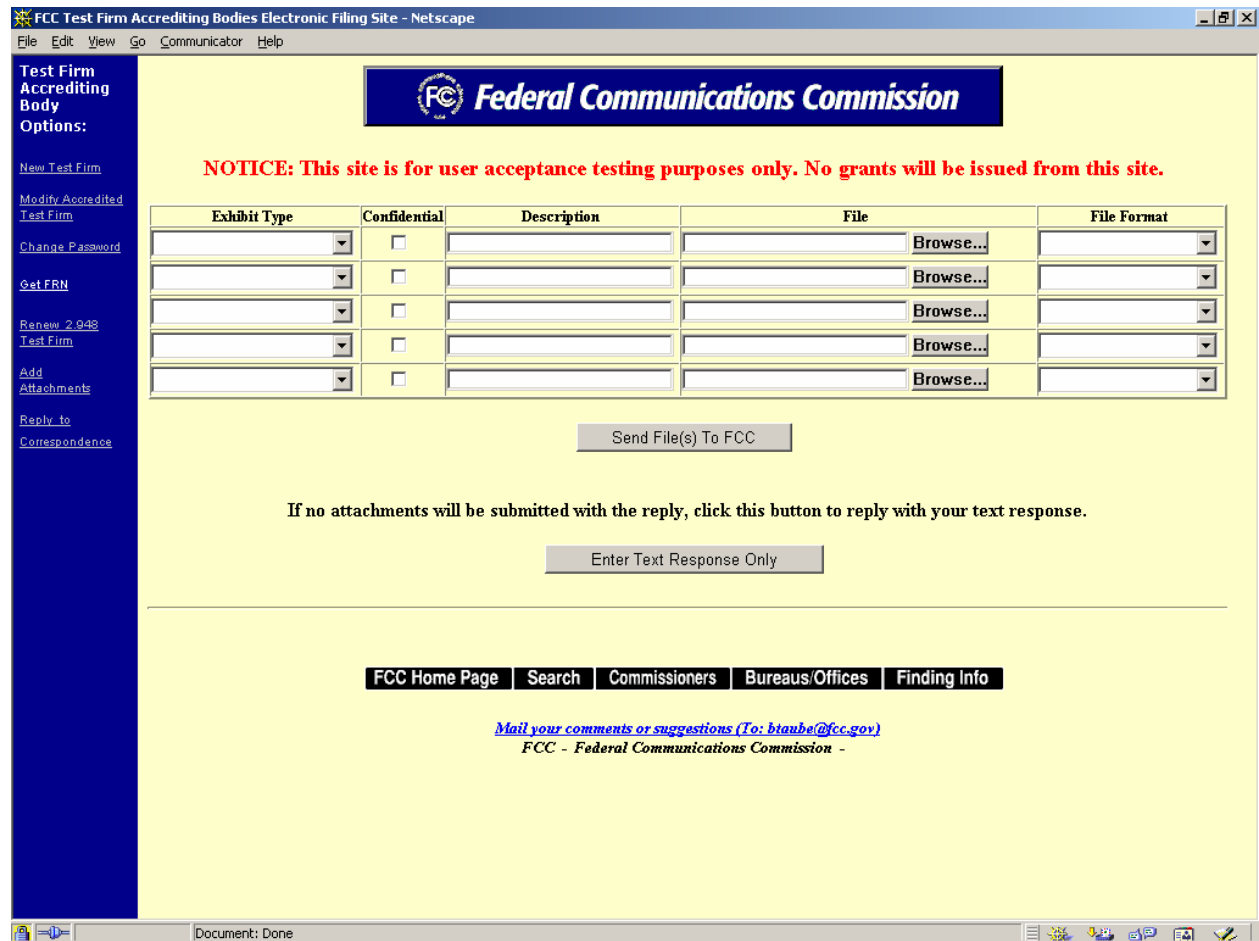 FCC Test Firm Accrediting Bodies Electronic Filing Site - Netscape
File Edit View Go Communicator Help
Test Firm
Accrediting
Body
Options:
New Test Firm
Modify Accredited
Test Firm
Change Password
Get FRN
Renew 2.948
Test Firm
Add
Attachments
Reply to
Correspondence
FCC Federal Communications Commission
NOTICE: This site is for user acceptance testing purposes only. No grants will be issued from this site.
Exhibit Type Confidential Description File File Format
Browse...
Browse...
Browse...
Browse...
Browse...
Send File(s) To FCC
If no attachments will be submitted with the reply, click this button to reply with your text response.
Enter Text Response Only
FCC Home Page Search Commissioners Bureaus/Offices Finding Info
Mail your comments or suggestions (To: btaube@fcc.gov)
FCC - Federal Communications Commission -
Document: Done